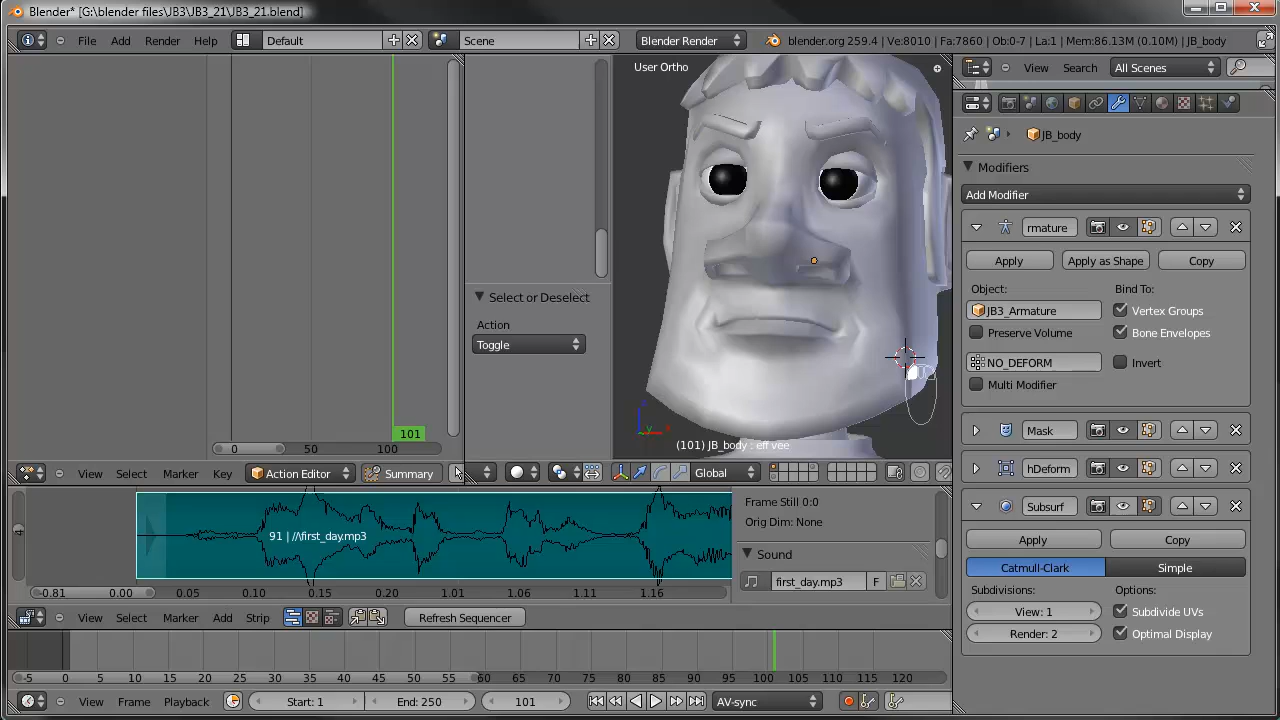 Blender* [G:\blender files\JB3\JB3_21\JB3_21.blend]
File Add Render Help Default Scene Blender Render blender.org 259.4 | Ve:8010 | Fa:7860 | Ob:0-7 | La:1 | Mem:86.13M (0.10M) | JB_body
User Ortho
View Search All Scenes
JB_body
Modifiers
Add Modifier
rmature
Apply Apply as Shape Copy
Object: Bind To:
JB3_Armature Vertex Groups
Preserve Volume Bone Envelopes
NO_DEFORM Invert
Multi Modifier
Mask
hDeform
Subsurf
Apply Copy
Catmull-Clark Simple
Subdivisions: Options:
View: 1 Subdivide UVs
Render: 2 Optimal Display
Select or Deselect
Action
Toggle
(101) JB_body : eff vee
101
0 50 100
View Select Marker Key Action Editor Summary Global
91 | //first_day.mp3
Frame Still 0:0
Orig Dim: None
Sound
first_day.mp3 F
-0.81 0.00 0.05 0.10 0.15 0.20 1.01 1.06 1.11 1.16
View Select Marker Add Strip Refresh Sequencer
-5 0 5 10 15 20 25 30 35 40 45 50 55 60 65 70 75 80 85 90 95 100 105 110 115 120
View Frame Playback Start: 1 End: 250 101 AV-sync